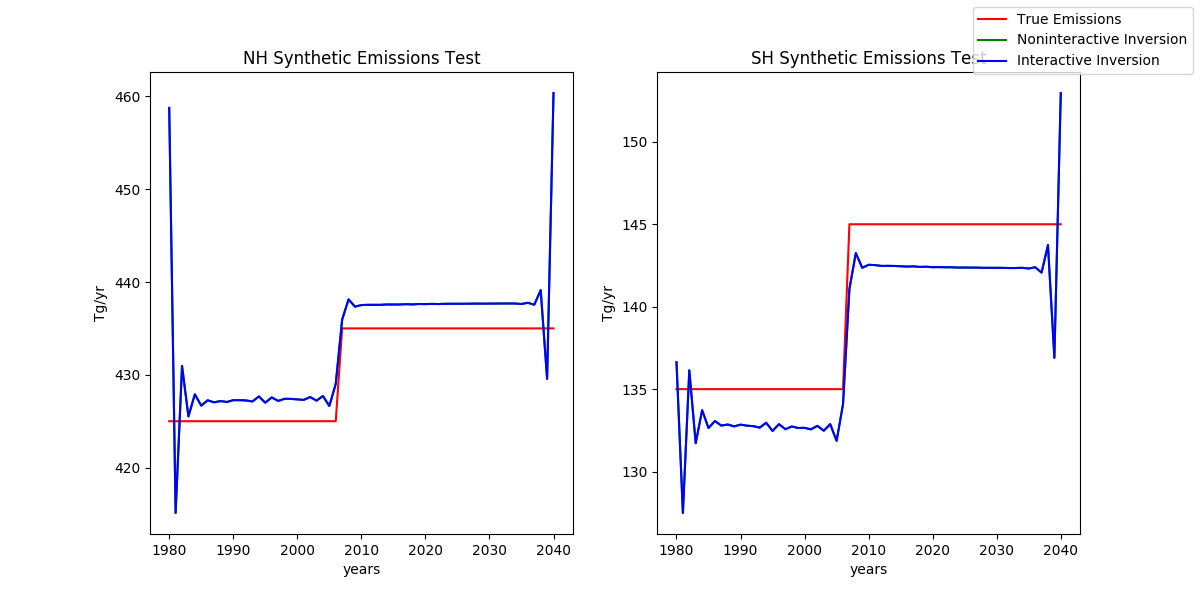 True Emissions
Noninteractive Inversion
Interactive Inversion
NH Synthetic Emissions Test
460
450
440
430
420
Tg/yr
1980 1990 2000 2010 2020 2030 2040
years
SH Synthetic Emissions Test
150
145
140
135
130
Tg/yr
1980 1990 2000 2010 2020 2030 2040
years